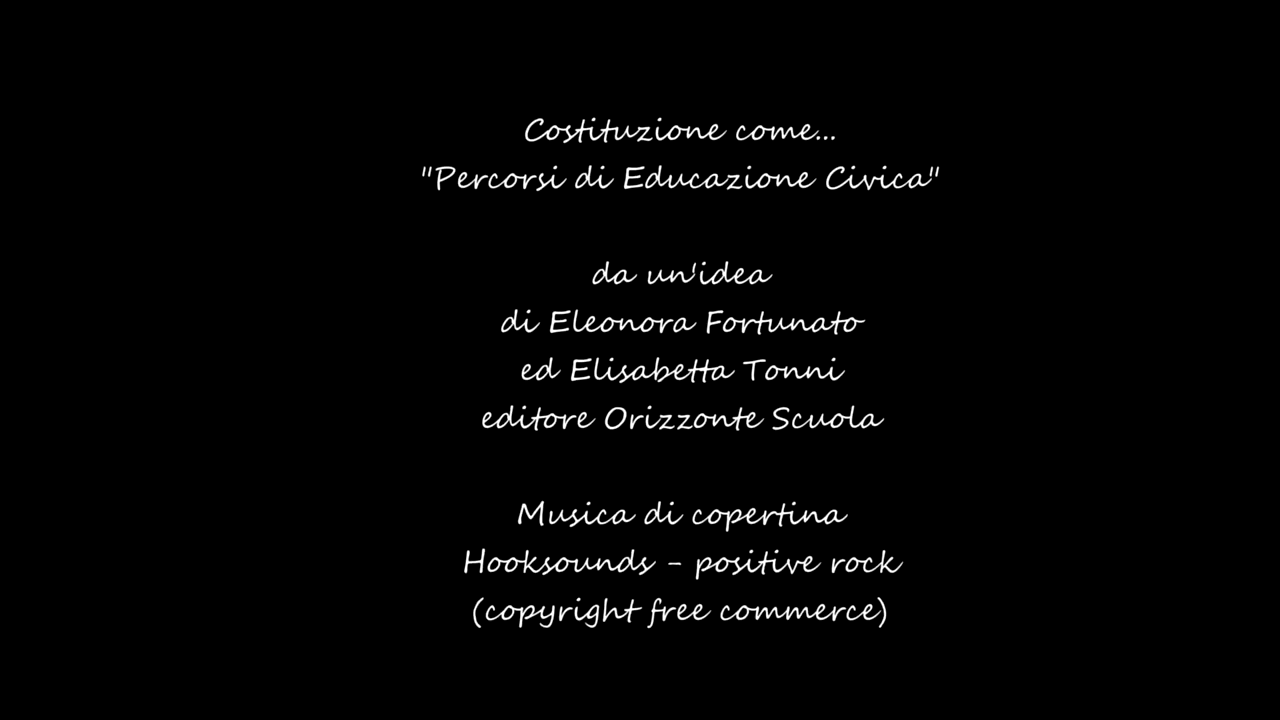 Costituzione come...
"Percorsi di Educazione Civica"
da un'idea
di Eleonora Fortunato
ed Elisabetta Tonni
editore Orizzonte Scuola
Musica di copertina
Hooksounds - positive rock
(copyright free commerce)